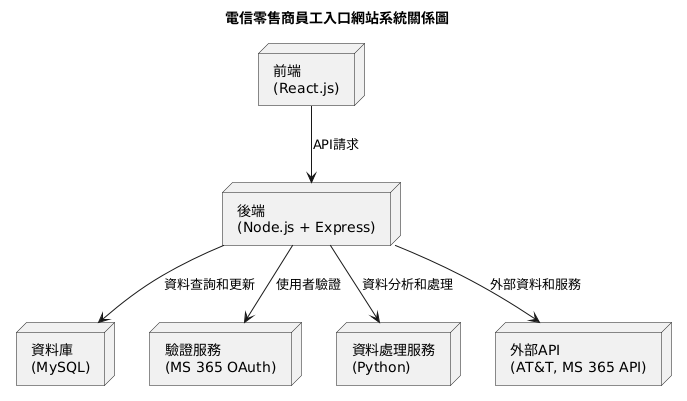 電信零售商員工入口網站系統關係圖
前端
(React.js)
API請求
後端
(Node.js + Express)
資料查詢和更新
使用者驗證
資料分析和處理
外部資料和服務
資料庫
(MySQL)
驗證服務
(MS 365 OAuth)
資料處理服務
(Python)
外部API
(AT&T, MS 365 API)